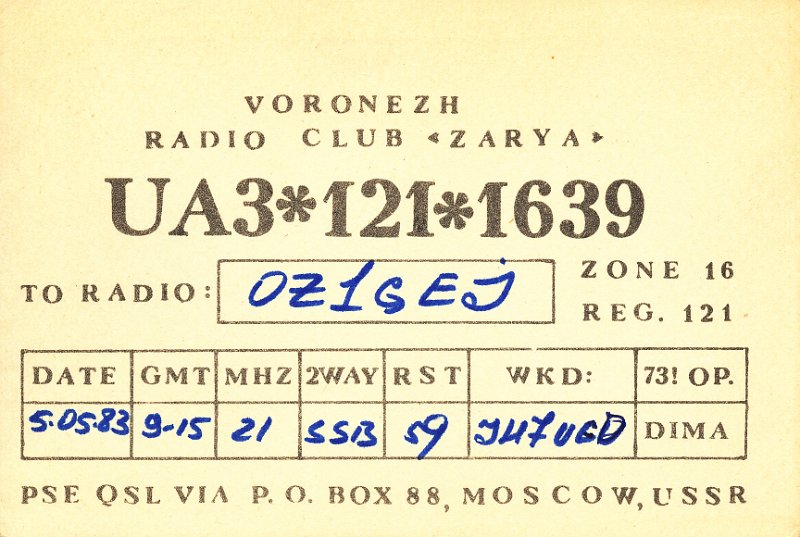 VORONEZH
RADIO CLUB «ZARYA»
UA3*121*1639
TO RADIO: OZ1GEJ
ZONE 16
REG. 121
DATE GMT MHZ 2WAY RST WKD: 73! OP.
5.05.83 9-15 21 SSB 59 DIMA
PSE QSL VIA P.O. BOX 88, MOSCOW, USSR